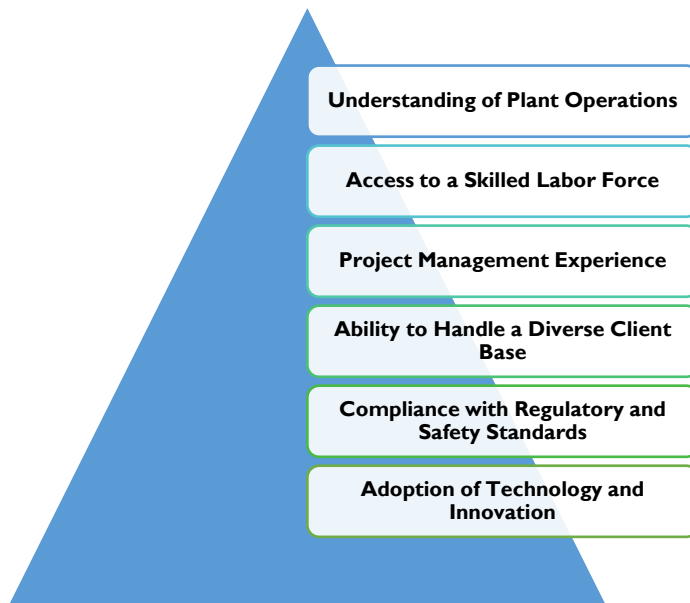 Understanding of Plant Operations
Access to a Skilled Labor Force
Project Management Experience
Ability to Handle a Diverse Client
Base
Compliance with Regulatory and
Safety Standards
Adoption of Technology and
Innovation